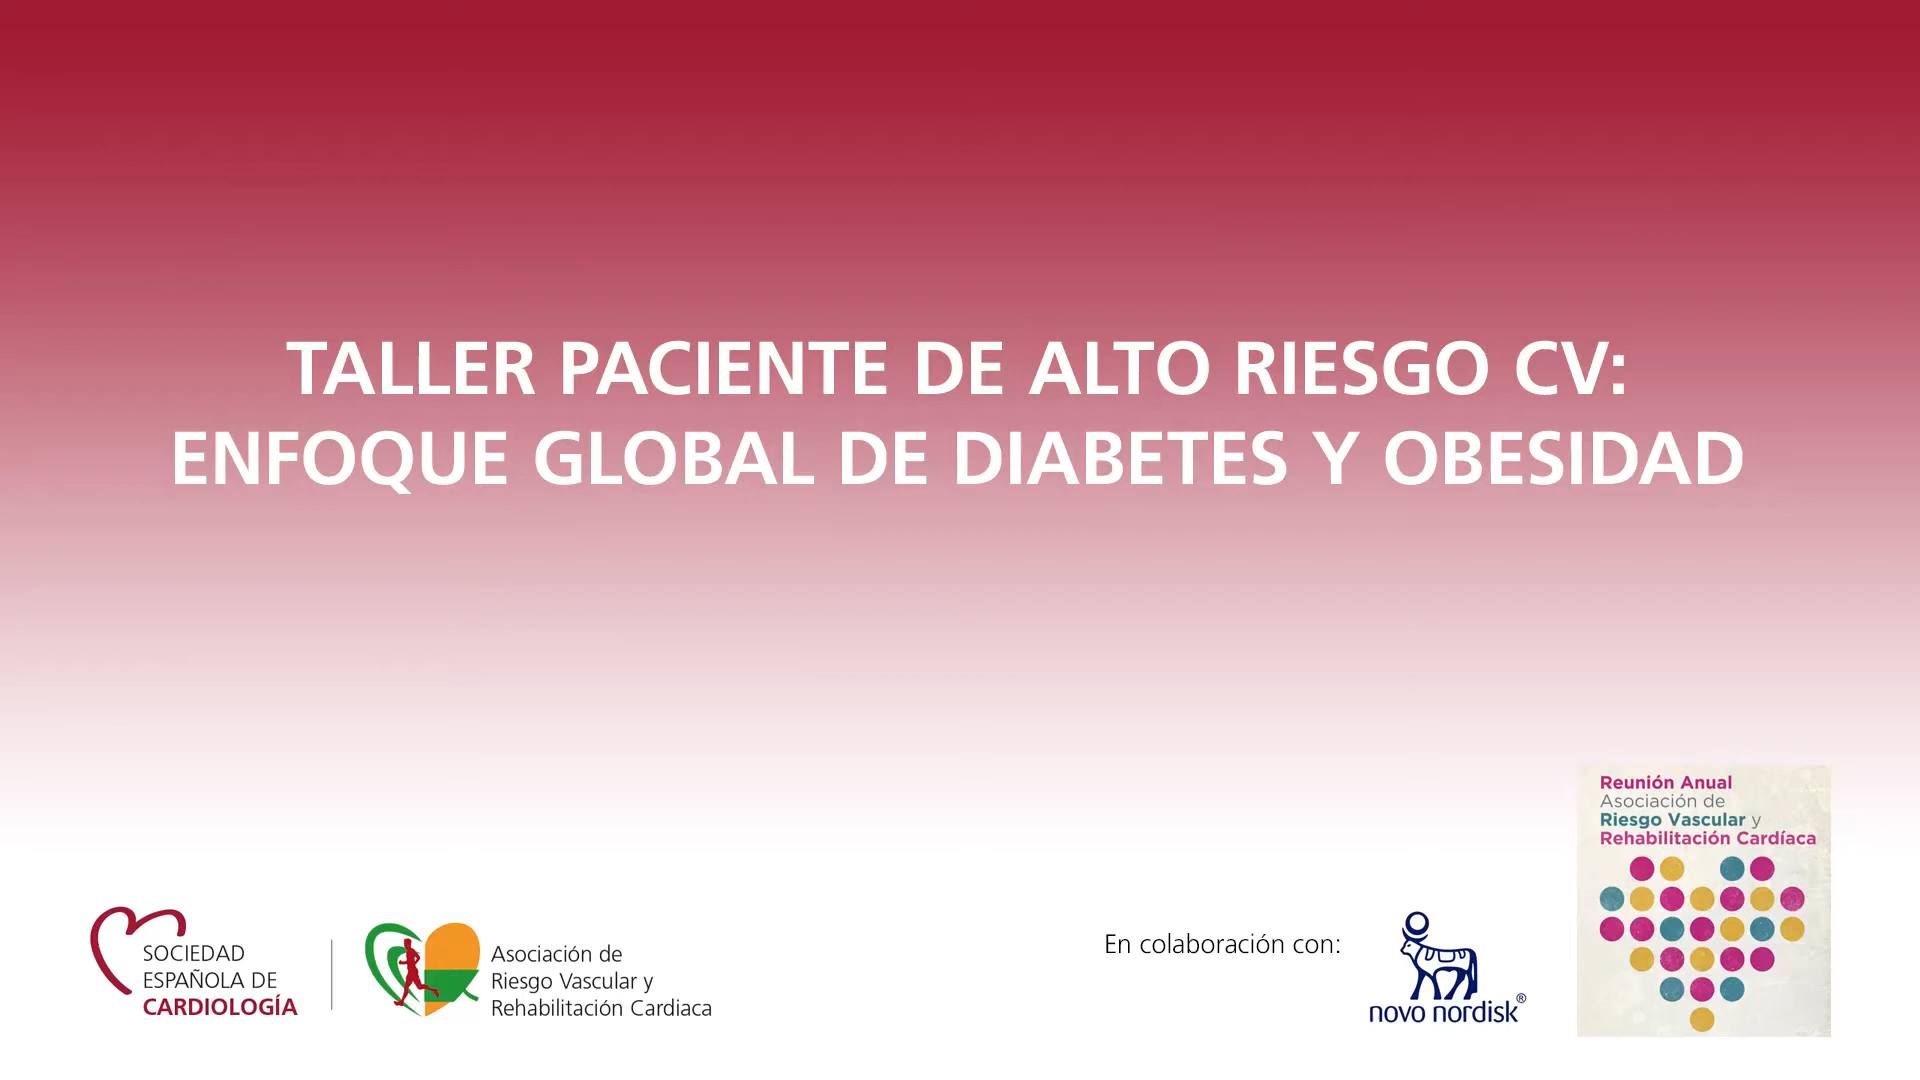 TALLER PACIENTE DE ALTO RIESGO CV:
ENFOQUE GLOBAL DE DIABETES Y OBESIDAD
SOCIEDAD
ESPAÑOLA DE
CARDIOLOGÍA
Asociación de
Riesgo Vascular y
Rehabilitación Cardiaca
En colaboración con:
novo nordisk®
Reunión Anual
Asociación de
Riesgo Vascular y
Rehabilitación Cardíaca